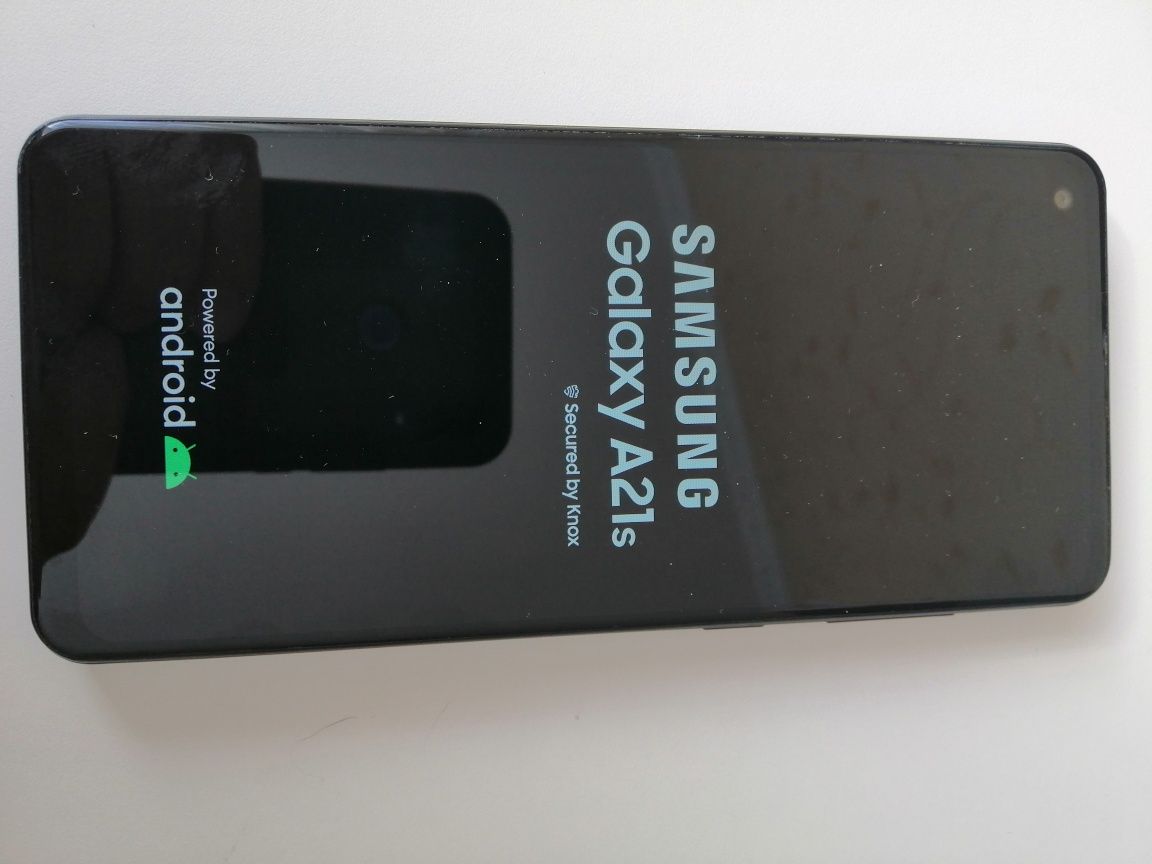 SAMSUNG
Galaxy A21s
Secured by Knox
Powered by
android